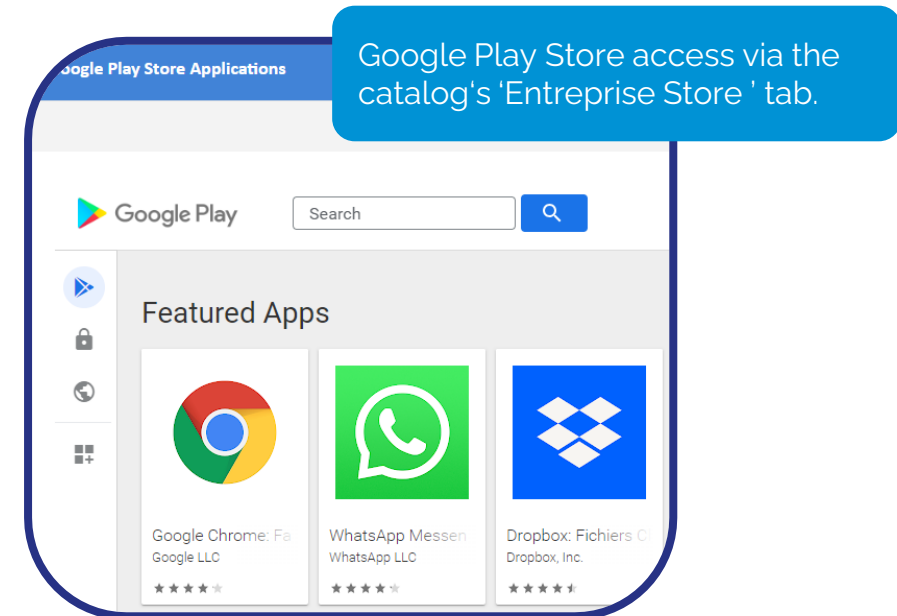 Google Play Store access via the
catalog's ‘Entreprise Store ’ tab.
oogle Play Store Applications
Google Play
Search
Featured Apps
Google Chrome: Fa
Google LLC
WhatsApp Messen
WhatsApp LLC
Dropbox: Fichiers C
Dropbox, Inc.